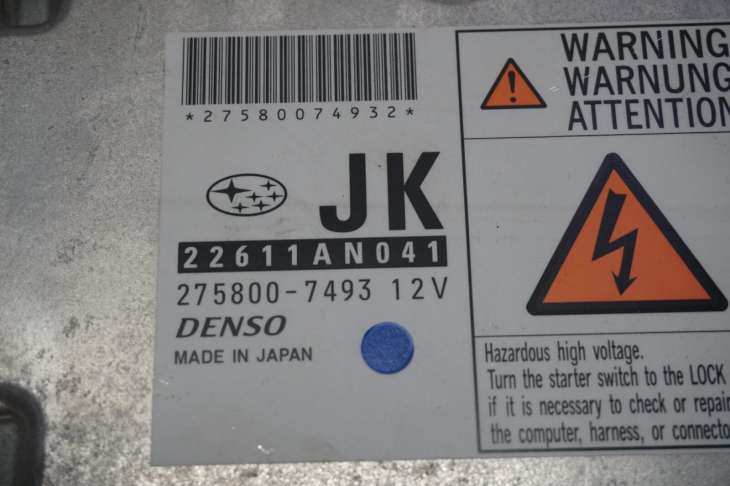 *27580074932*
JK
22611AN041
275800-7493 12V
DENSO
MADE IN JAPAN
WARNING
WARNUNG
ATTENTION
Hazardous high voltage.
Turn the starter switch to the LOCK
if it is necessary to check or repair
the computer, harness, or connecto